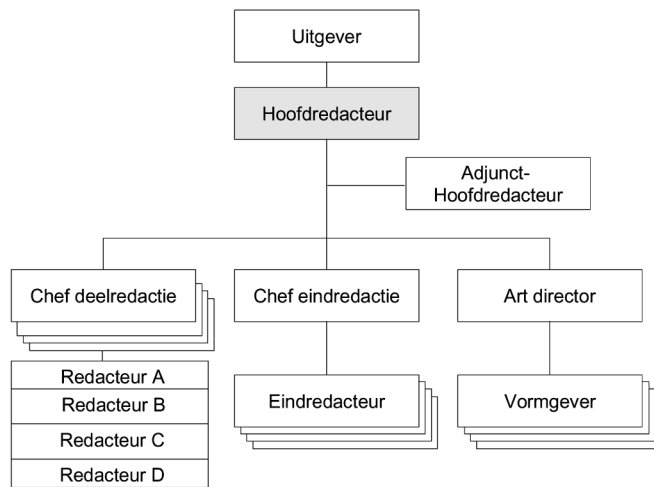 Uitgever
Hoofdredacteur
Adjunct-
Hoofdredacteur
Chef deelredactie
Chef eindredactie
Art director
Redacteur A
Redacteur B
Redacteur C
Redacteur D
Eindredacteur
Vormgever